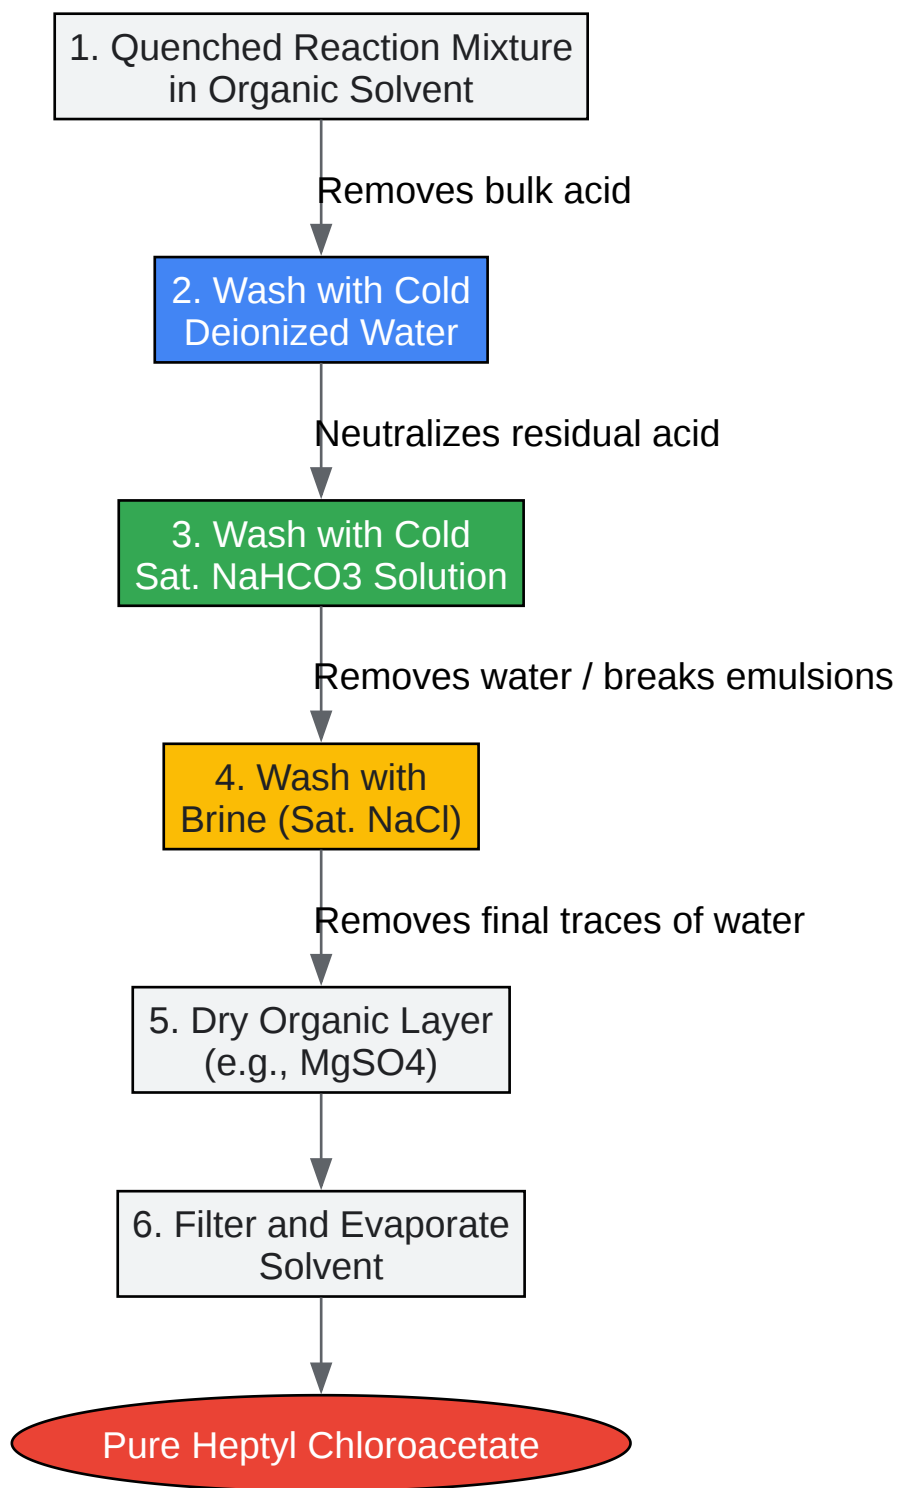 1. Quenched Reaction Mixture
in Organic Solvent
Removes bulk acid
2. Wash with Cold
Deionized Water
Neutralizes residual acid
3. Wash with Cold
Sat. NaHCO3 Solution
Removes water / breaks emulsions
4. Wash with
Brine (Sat. NaCl)
Removes final traces of water
5. Dry Organic Layer
(e.g., MgSO4)
6. Filter and Evaporate
Solvent
Pure Heptyl Chloroacetate